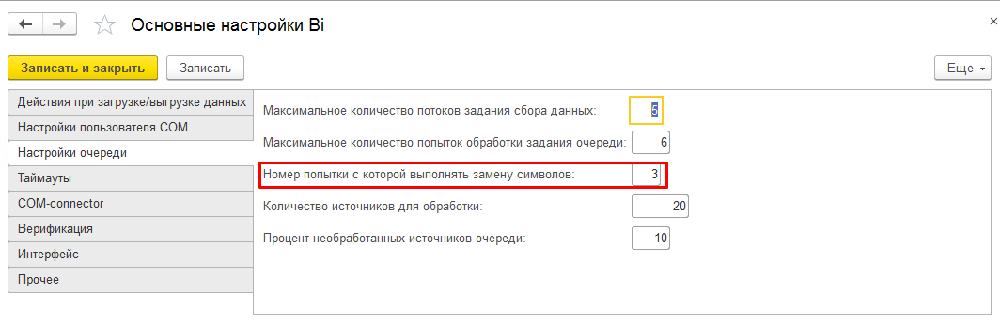 Основные настройки Bi
Записать и закрыть Записать Еще
Действия при загрузке/выгрузке данных
Настройки пользователя COM
Настройки очереди
Таймауты
COM-connector
Верификация
Интерфейс
Прочее
Максимальное количество потоков задания сбора данных: 5
Максимальное количество попыток обработки задания очереди: 6
Номер попытки с которой выполнять замену символов: 3
Количество источников для обработки: 20
Процент необработанных источников очереди: 10